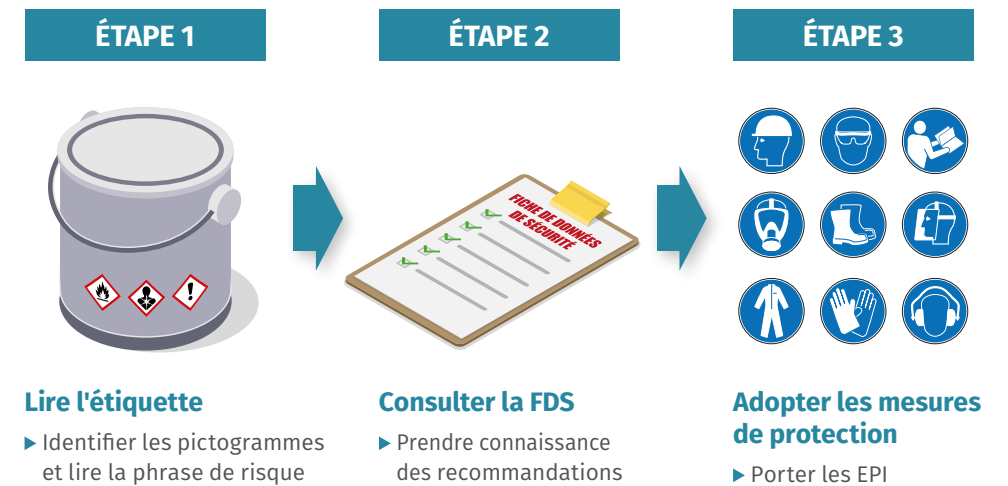 ÉTAPE 1
ÉTAPE 2
ÉTAPE 3
FICHE DE DONNÉES
DE SÉCURITÉ
Lire l'étiquette
▶ Identifier les pictogrammes
et lire la phrase de risque
Consulter la FDS
▶ Prendre connaissance
des recommandations
Adopter les mesures
de protection
▶ Porter les EPI